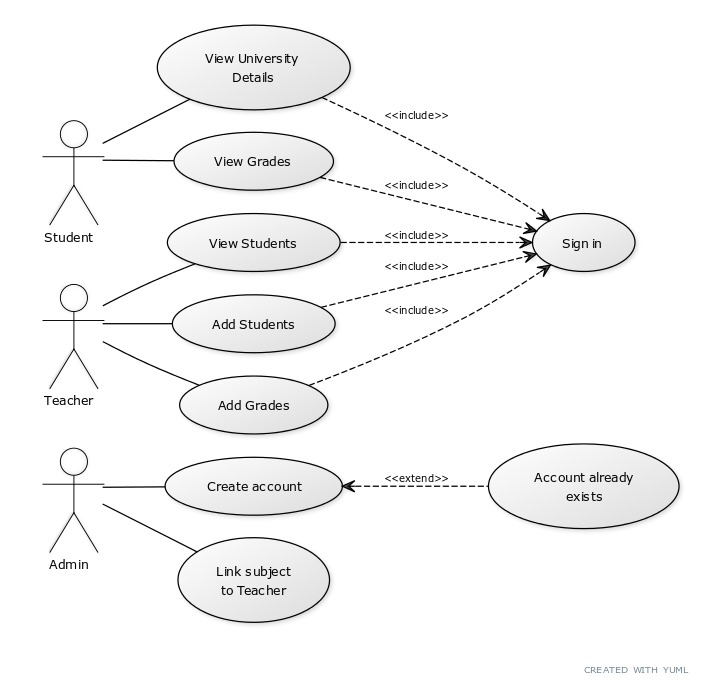 View University
Details
<<include>>
View Grades
<<include>>
Student
View Students
<<include>>
Sign in
<<include>>
<<include>>
Add Students
Teacher
Add Grades
Account already
exists
<<extend>>
Create account
Admin
Link subject
to Teacher
CREATED WITH YUML